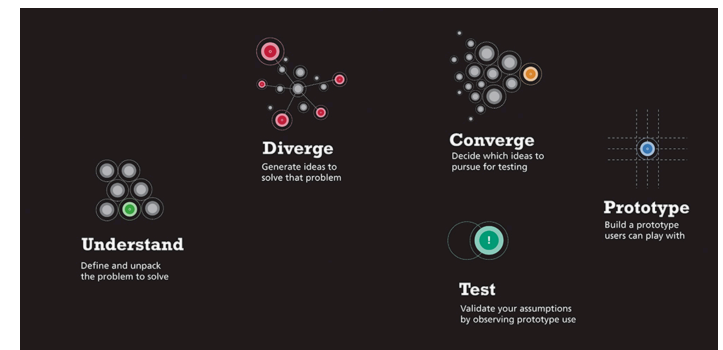 Understand
Define and unpack
the problem to solve
Diverge
Generate ideas to
solve that problem
Converge
Decide which ideas to
pursue for testing
Prototype
Build a prototype
users can play with
!
Test
Validate your assumptions
by observing prototype use